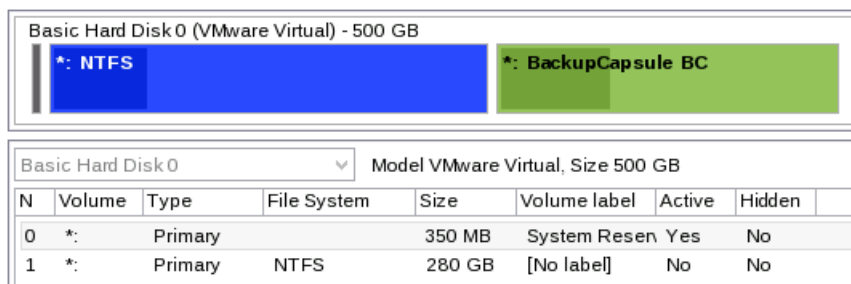 Basic Hard Disk 0 (VMware Virtual) - 500 GB
*: NTFS *: BackupCapsule BC
Basic Hard Disk 0 Model VMware Virtual, Size 500 GB
N Volume Type File System Size Volume label Active Hidden
0 *: Primary 350 MB System Reser Yes No
1 *: Primary NTFS 280 GB [No label] No No